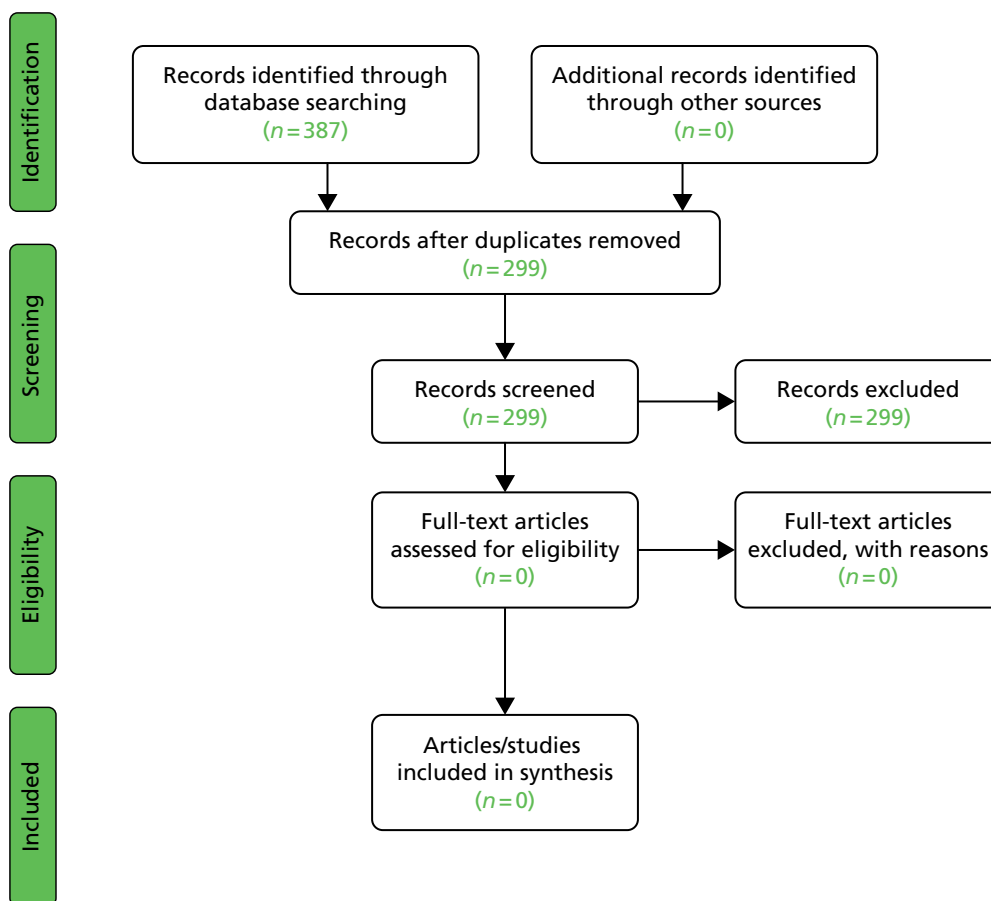 Identification
Records identified through
database searching
(n=387)
Additional records identified
through other sources
(n=0)
Records after duplicates removed
(n=299)
Screening
Records screened
(n=299)
Records excluded
(n=299)
Eligibility
Full-text articles
assessed for eligibility
(n=0)
Full-text articles
excluded, with reasons
(n=0)
Included
Articles/studies
included in synthesis
(n=0)